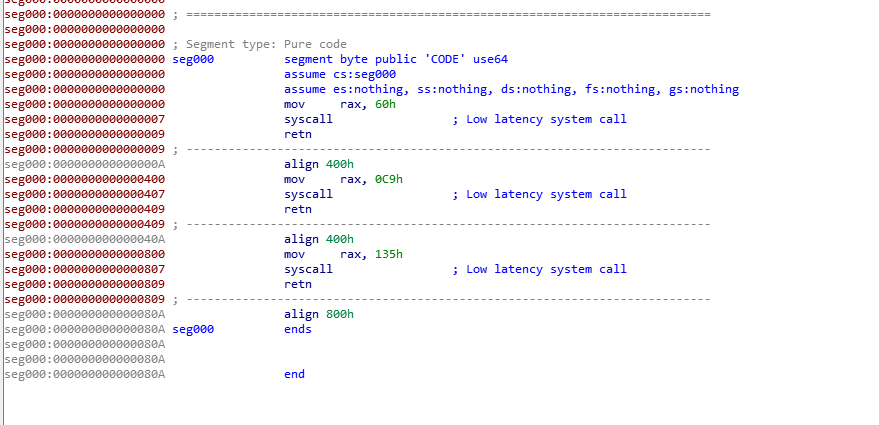 seg000:0000000000000000
seg000:0000000000000000 ; ===========================================================================
seg000:0000000000000000
seg000:0000000000000000 ; Segment type: Pure code
seg000:0000000000000000 seg000 segment byte public 'CODE' use64
seg000:0000000000000000 assume cs:seg000
seg000:0000000000000000 assume es:nothing, ss:nothing, ds:nothing, fs:nothing, gs:nothing
seg000:0000000000000000 mov rax, 60h
seg000:0000000000000007 syscall ; Low latency system call
seg000:0000000000000009 retn
seg000:0000000000000009 ; ---------------------------------------------------------------------------
seg000:000000000000000A align 400h
seg000:0000000000000400 mov rax, 0C9h
seg000:0000000000000407 syscall ; Low latency system call
seg000:0000000000000409 retn
seg000:0000000000000409 ; ---------------------------------------------------------------------------
seg000:000000000000040A align 400h
seg000:0000000000000800 mov rax, 135h
seg000:0000000000000807 syscall ; Low latency system call
seg000:0000000000000809 retn
seg000:0000000000000809 ; ---------------------------------------------------------------------------
seg000:000000000000080A align 800h
seg000:000000000000080A seg000 ends
seg000:000000000000080A
seg000:000000000000080A
seg000:000000000000080A end